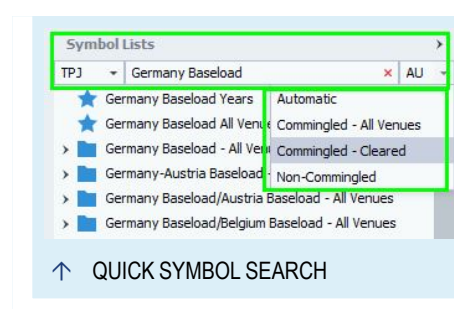 Symbol Lists
TPJ Germany Baseload × AU
Germany Baseload Years Automatic
Germany Baseload All Venue Commingled - All Venues
Germany Baseload - All Ven Commingled - Cleared
Germany-Austria Baseload - Non-Commingled
Germany Baseload/Austria Baseload - All Venues
Germany Baseload/Belgium Baseload - All Venues
↑ QUICK SYMBOL SEARCH